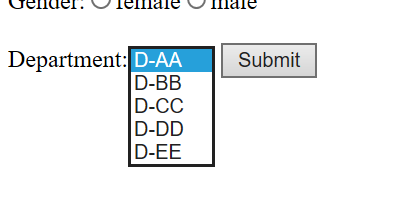 Gender: female male
Department: D-AA Submit
D-BB
D-CC
D-DD
D-EE